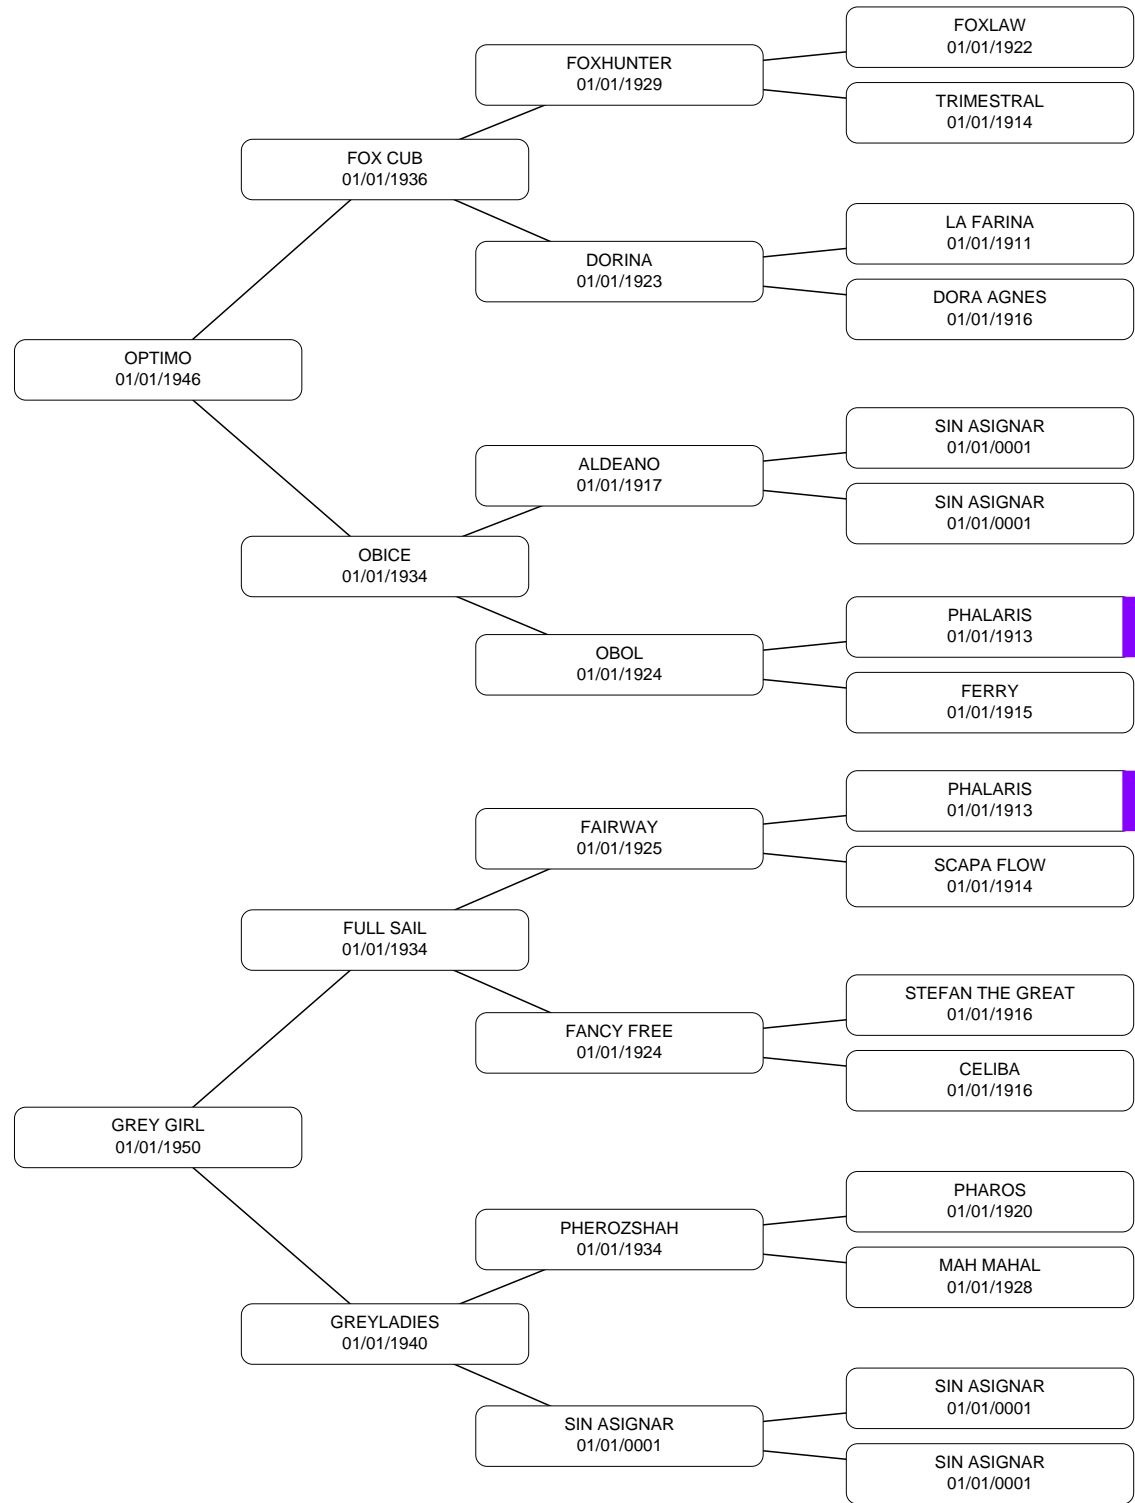 FOXLAW
01/01/1922
FOXHUNTER
01/01/1929
TRIMESTRAL
01/01/1914
FOX CUB
01/01/1936
LA FARINA
01/01/1911
DORINA
01/01/1923
DORA AGNES
01/01/1916
OPTIMO
01/01/1946
SIN ASIGNAR
01/01/0001
ALDEANO
01/01/1917
SIN ASIGNAR
01/01/0001
OBICE
01/01/1934
PHALARIS
01/01/1913
OBOL
01/01/1924
FERRY
01/01/1915
PHALARIS
01/01/1913
FAIRWAY
01/01/1925
SCAPA FLOW
01/01/1914
FULL SAIL
01/01/1934
STEFAN THE GREAT
01/01/1916
FANCY FREE
01/01/1924
CELIBA
01/01/1916
GREY GIRL
01/01/1950
PHAROS
01/01/1920
PHEROZSHAH
01/01/1934
MAH MAHAL
01/01/1928
GREYLADIES
01/01/1940
SIN ASIGNAR
01/01/0001
SIN ASIGNAR
01/01/0001
SIN ASIGNAR
01/01/0001